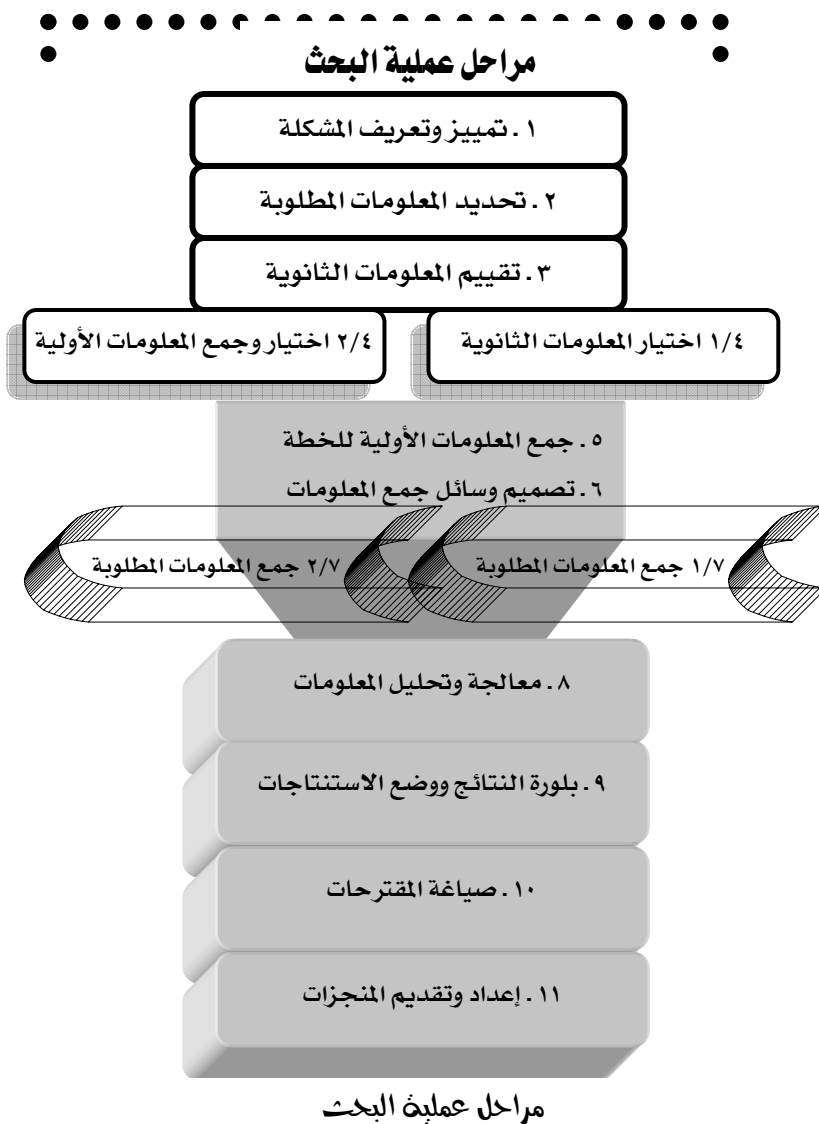 مراحل عملية البحث
١ . تمييز وتعريف المشكلة
٢ . تحديد المعلومات المطلوبة
٣ . تقييم المعلومات الثانوية
١/٤ اختيار المعلومات الثانوية
٢/٤ اختيار وجمع المعلومات الأولية
٥ . جمع المعلومات الأولية للخطة
٦ . تصميم وسائل جمع المعلومات
١/٧ جمع المعلومات المطلوبة
٢/٧ جمع المعلومات المطلوبة
٨ . معالجة وتحليل المعلومات
٩ . بلورة النتائج ووضع الاستنتاجات
١٠ . صياغة المقترحات
١١ . إعداد وتقديم المنجزات
مراحل عملية البحث